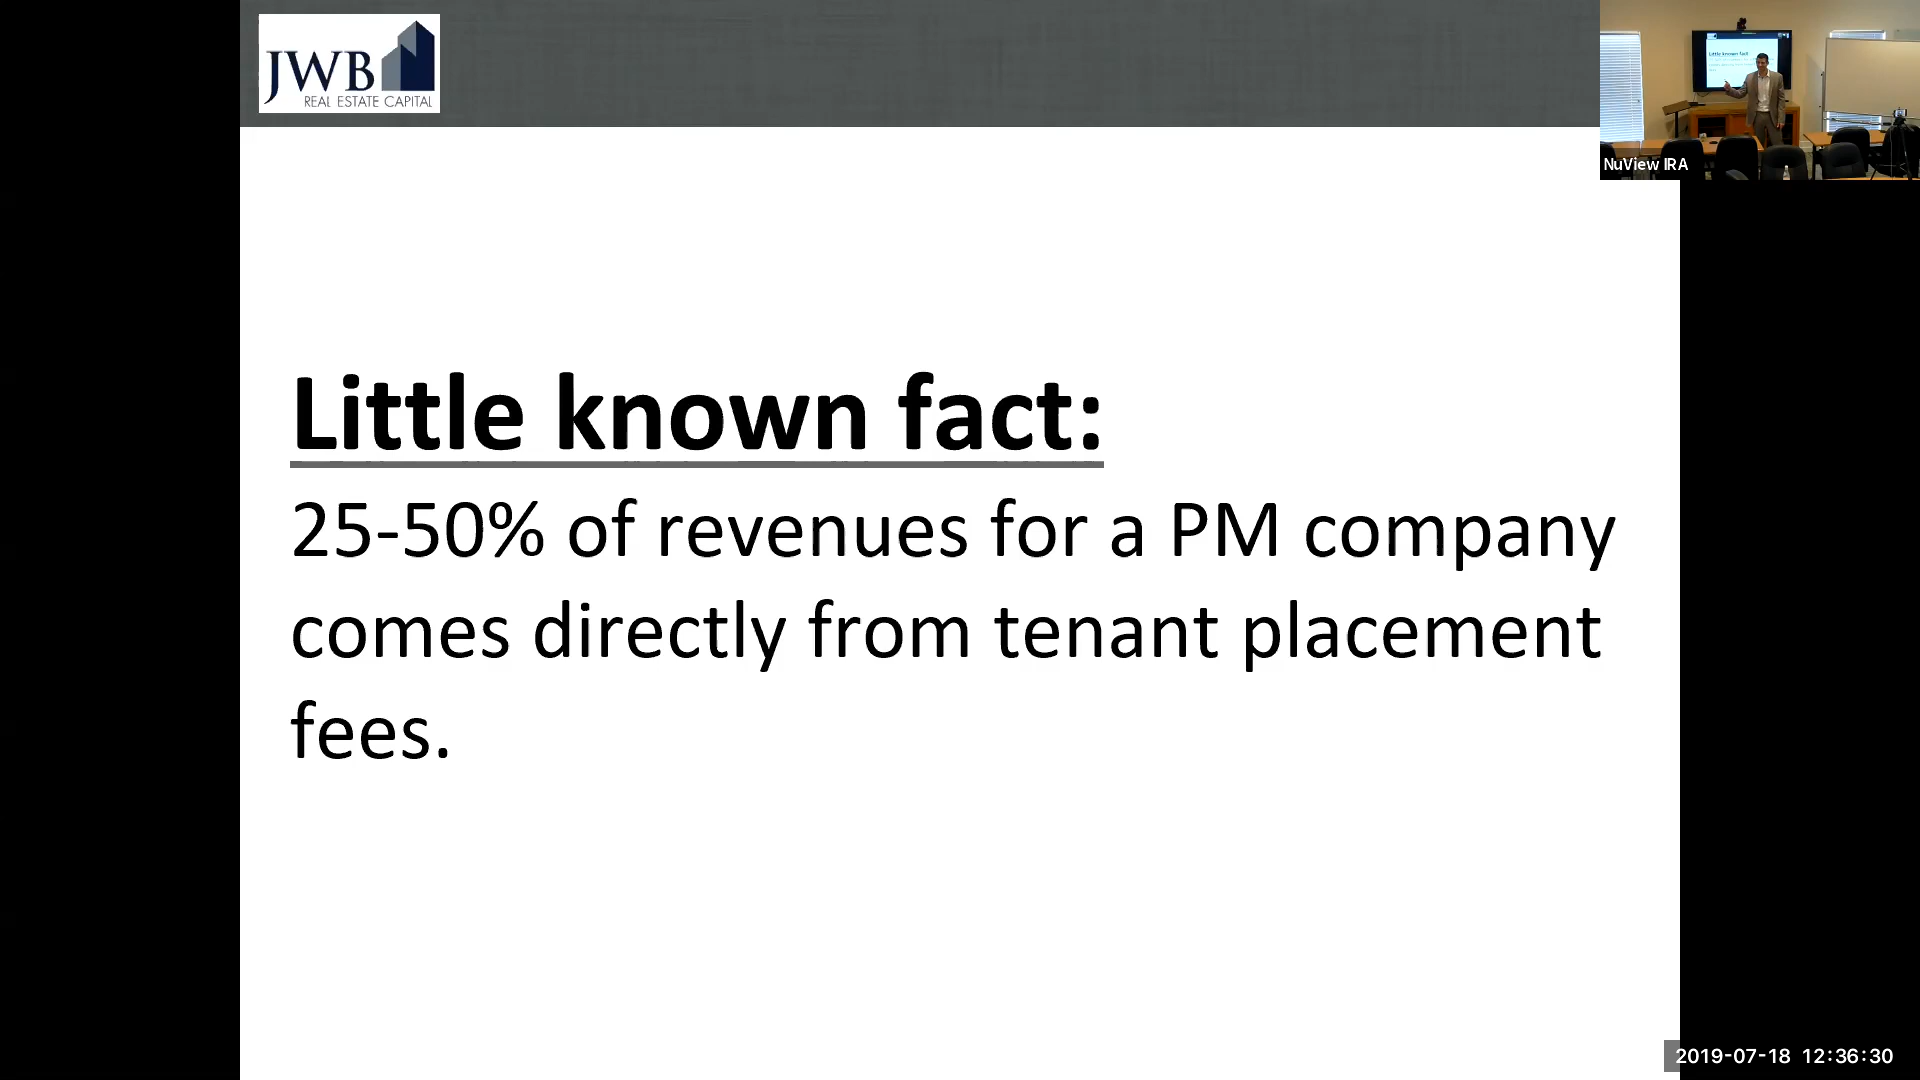 JWB
REAL ESTATE CAPITAL
NuView IRA
Little known fact:
25-50% of revenues for a PM company
comes directly from tenant placement
fees.
2019-07-18 12:36:30